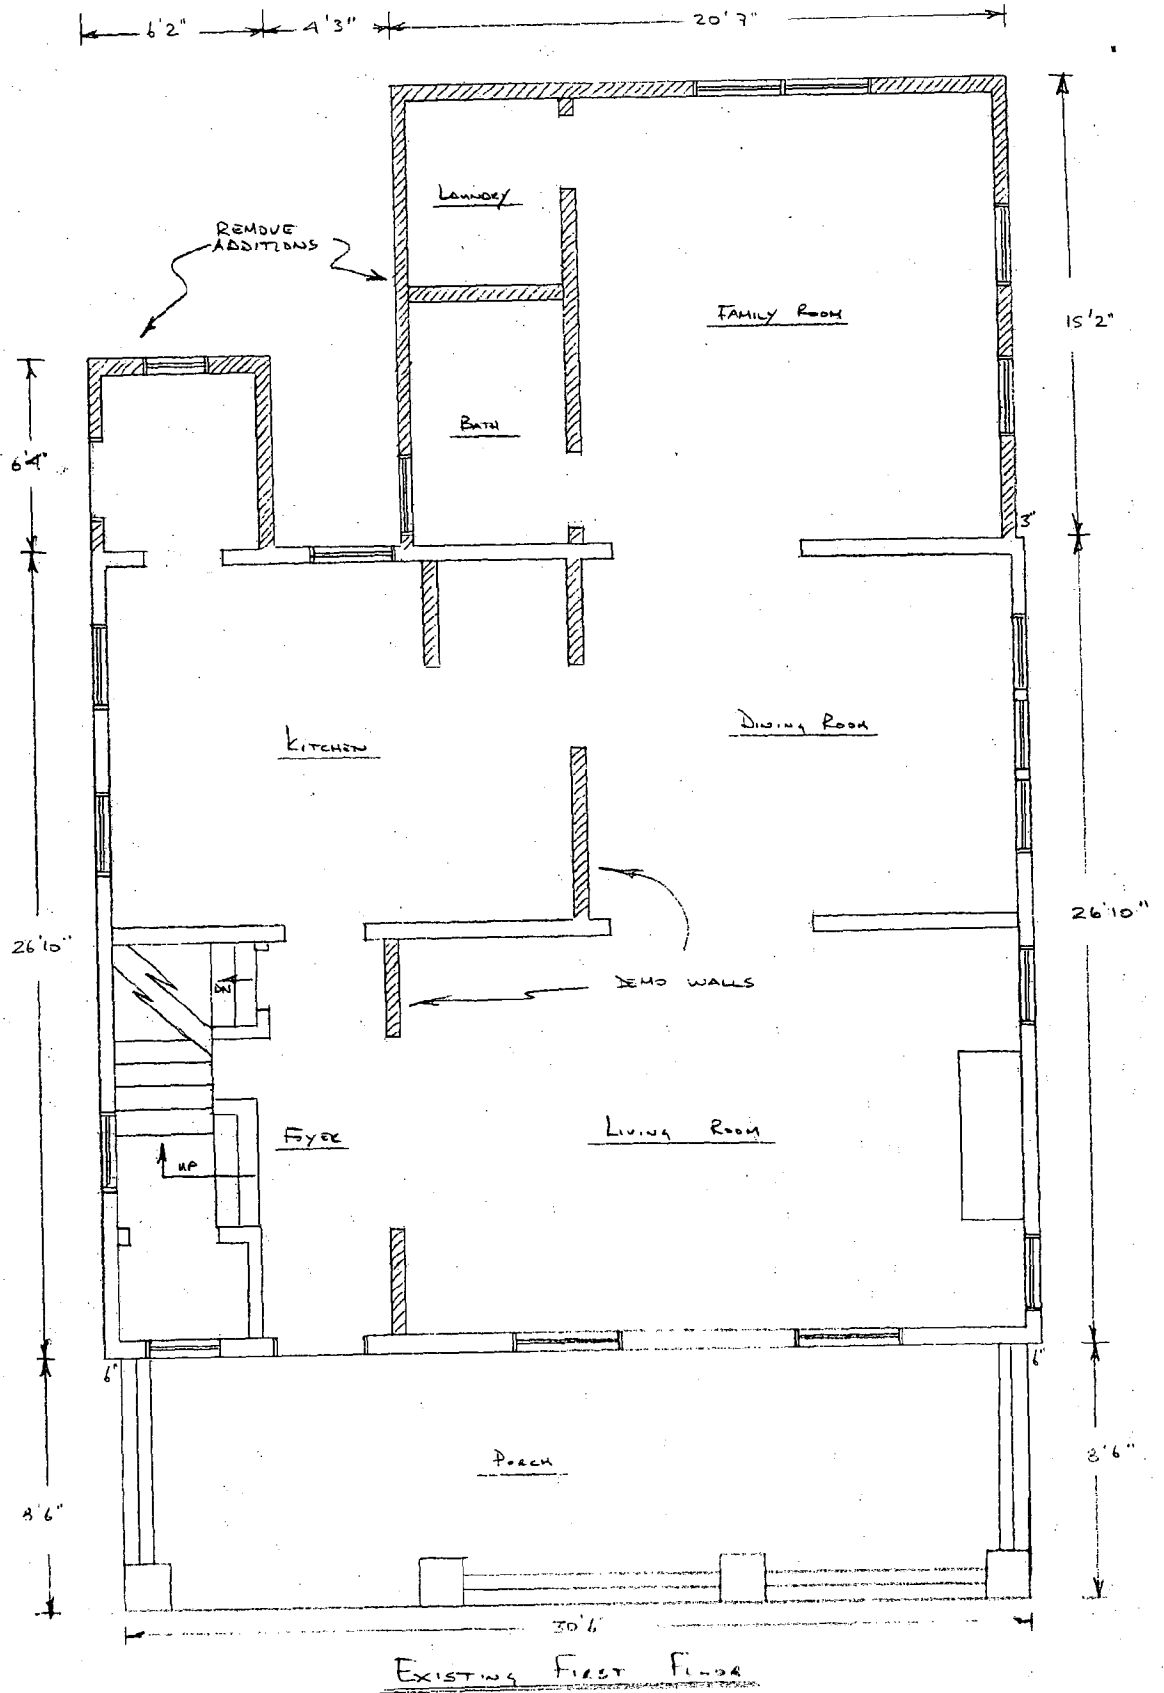 6'2"
4'3"
20'7"
LAUNDRY
REMOVE
ADDITIONS
FAMILY ROOM
15'2"
BATH
6'4"
3"
KITCHEN
DINING ROOM
26'10"
26'10"
DN
DEMO WALLS
FOYER
LIVING ROOM
UP
6"
6"
PORCH
8'6"
8'6"
30'6"
EXISTING FIRST FLOOR